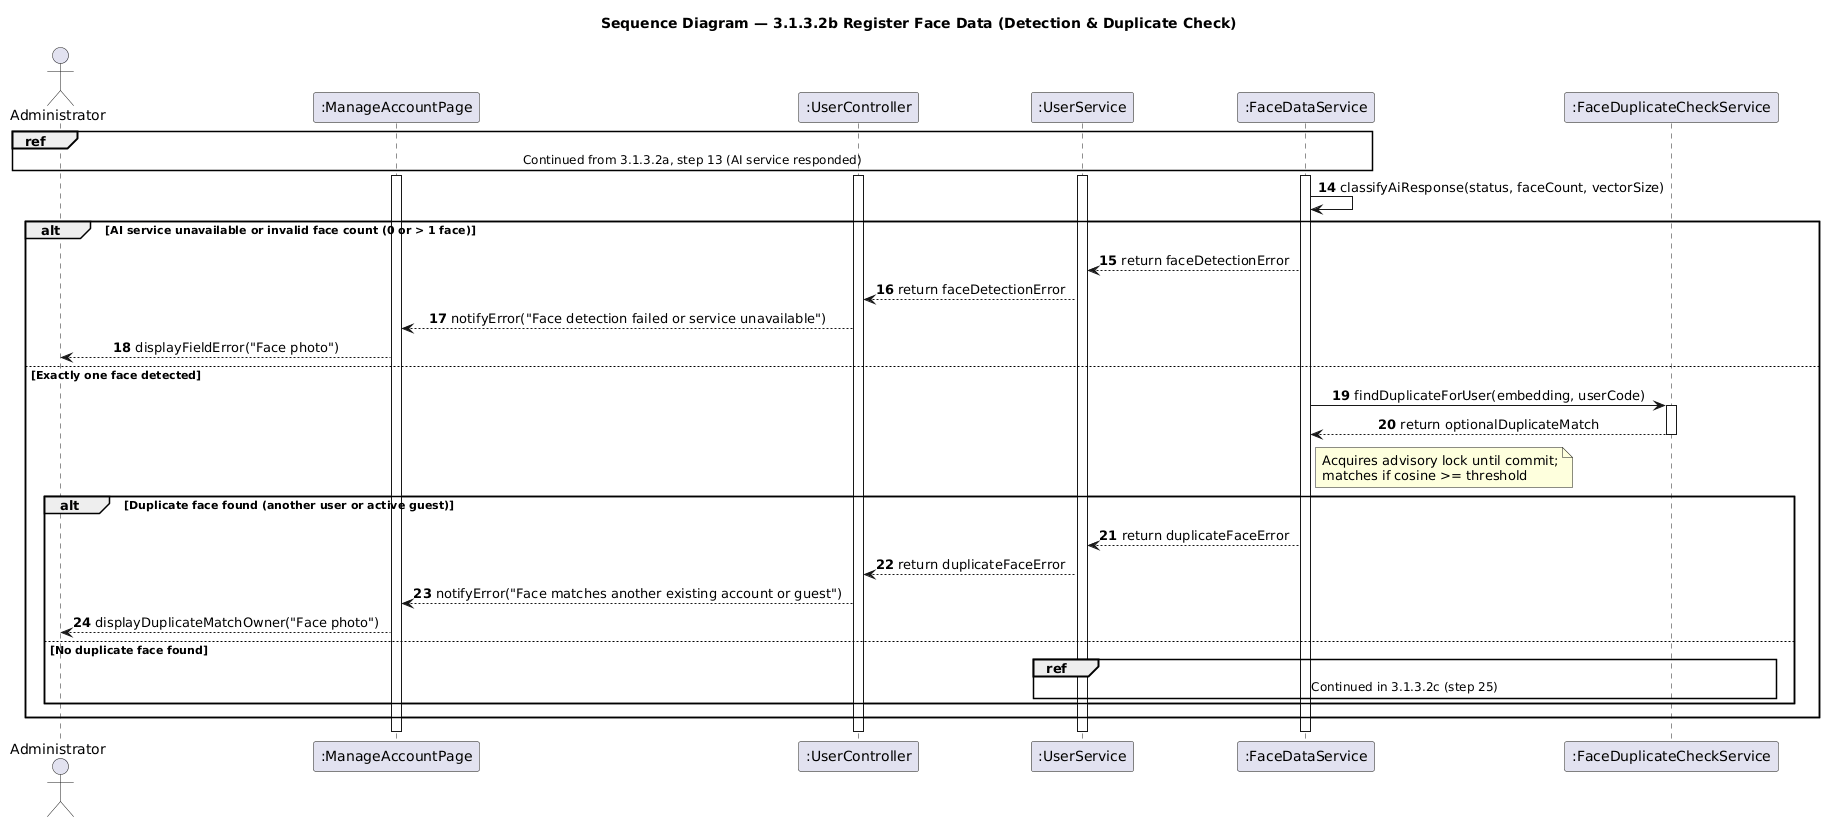 Sequence Diagram — 3.1.3.2b Register Face Data (Detection & Duplicate Check)
Administrator
:ManageAccountPage
:UserController
:UserService
:FaceDataService
:FaceDuplicateCheckService
ref
Continued from 3.1.3.2a, step 13 (AI service responded)
14 classifyAiResponse(status, faceCount, vectorSize)
alt
[AI service unavailable or invalid face count (0 or > 1 face)]
15 return faceDetectionError
16 return faceDetectionError
17 notifyError("Face detection failed or service unavailable")
18 displayFieldError("Face photo")
[Exactly one face detected]
19 findDuplicateForUser(embedding, userCode)
20 return optionalDuplicateMatch
Acquires advisory lock until commit;
matches if cosine >= threshold
alt
[Duplicate face found (another user or active guest)]
21 return duplicateFaceError
22 return duplicateFaceError
23 notifyError("Face matches another existing account or guest")
24 displayDuplicateMatchOwner("Face photo")
[No duplicate face found]
ref
Continued in 3.1.3.2c (step 25)
Administrator
:ManageAccountPage
:UserController
:UserService
:FaceDataService
:FaceDuplicateCheckService